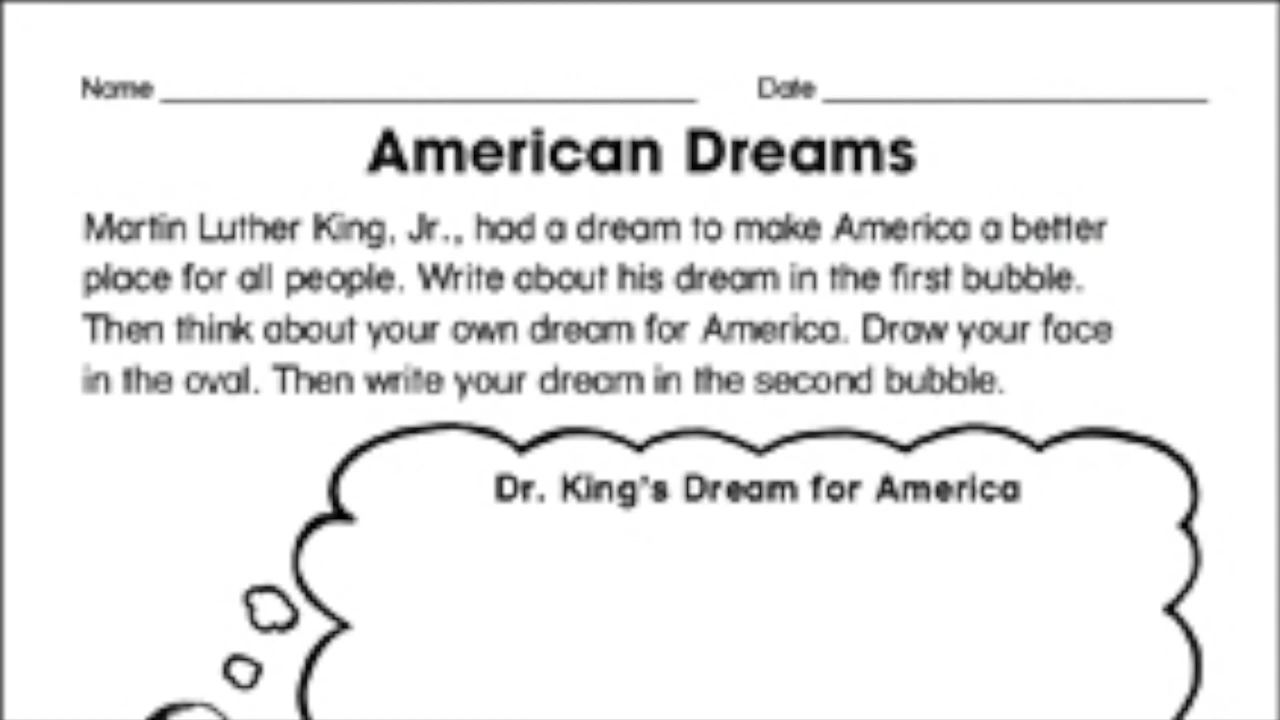 Name Date
American Dreams
Martin Luther King, Jr., had a dream to make America a better
place for all people. Write about his dream in the first bubble.
Then think about your own dream for America. Draw your face
in the oval. Then write your dream in the second bubble.
Dr. King's Dream for America